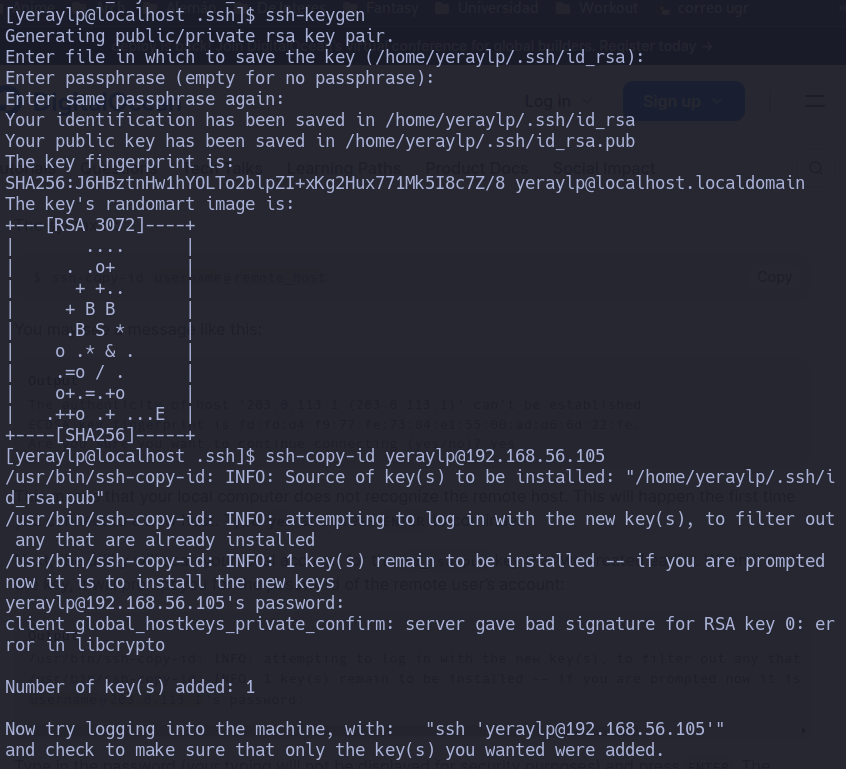 [yeraylp@localhost .ssh]$ ssh-keygen
Generating public/private rsa key pair.
Enter file in which to save the key (/home/yeraylp/.ssh/id_rsa):
Enter passphrase (empty for no passphrase):
Enter same passphrase again:
Log in
Sign up
Your identification has been saved in /home/yeraylp/.ssh/id_rsa
Your public key has been saved in /home/yeraylp/.ssh/id_rsa.pub
The key fingerprint is:
SHA256:J6HBztnHw1hYOLTo2blpZI+xKg2Hux771Mk5I8c7Z/8 yeraylp@localhost.localdomain
The key's randomart image is:
+---[RSA 3072]----+
|       ....      |
|     . .o+       |
|      + +..      |
|     + B B       |
|     .B S *      |
|    o .* & .     |
|    .=o / .      |
|    o+.=.+o      |
|   .++o .+ ...E  |
+----[SHA256]-----+
Copy
[yeraylp@localhost .ssh]$ ssh-copy-id yeraylp@192.168.56.105
/usr/bin/ssh-copy-id: INFO: Source of key(s) to be installed: "/home/yeraylp/.ssh/i
d_rsa.pub"
/usr/bin/ssh-copy-id: INFO: attempting to log in with the new key(s), to filter out
 any that are already installed
/usr/bin/ssh-copy-id: INFO: 1 key(s) remain to be installed -- if you are prompted
now it is to install the new keys
yeraylp@192.168.56.105's password:
client_global_hostkeys_private_confirm: server gave bad signature for RSA key 0: er
ror in libcrypto
Number of key(s) added: 1
Now try logging into the machine, with:   "ssh 'yeraylp@192.168.56.105'"
and check to make sure that only the key(s) you wanted were added.